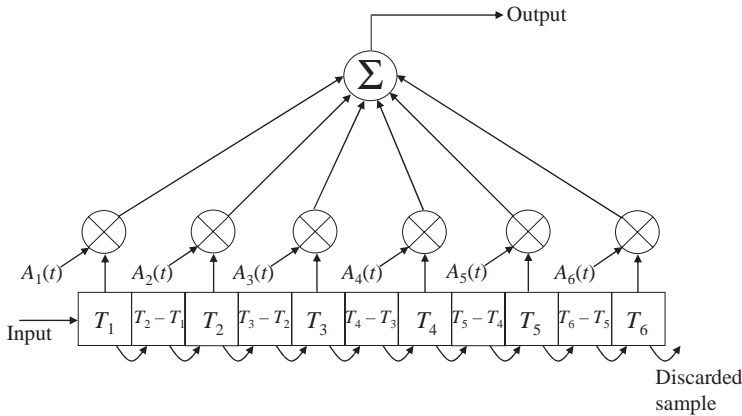 Output
Σ
A₁(t) A₂(t) A₃(t) A₄(t) A₅(t) A₆(t)
Input T₁ T₂ – T₁ T₂ T₃ – T₂ T₃ T₄ – T₃ T₄ T₅ – T₄ T₅ T₆ – T₅ T₆
Discarded
sample